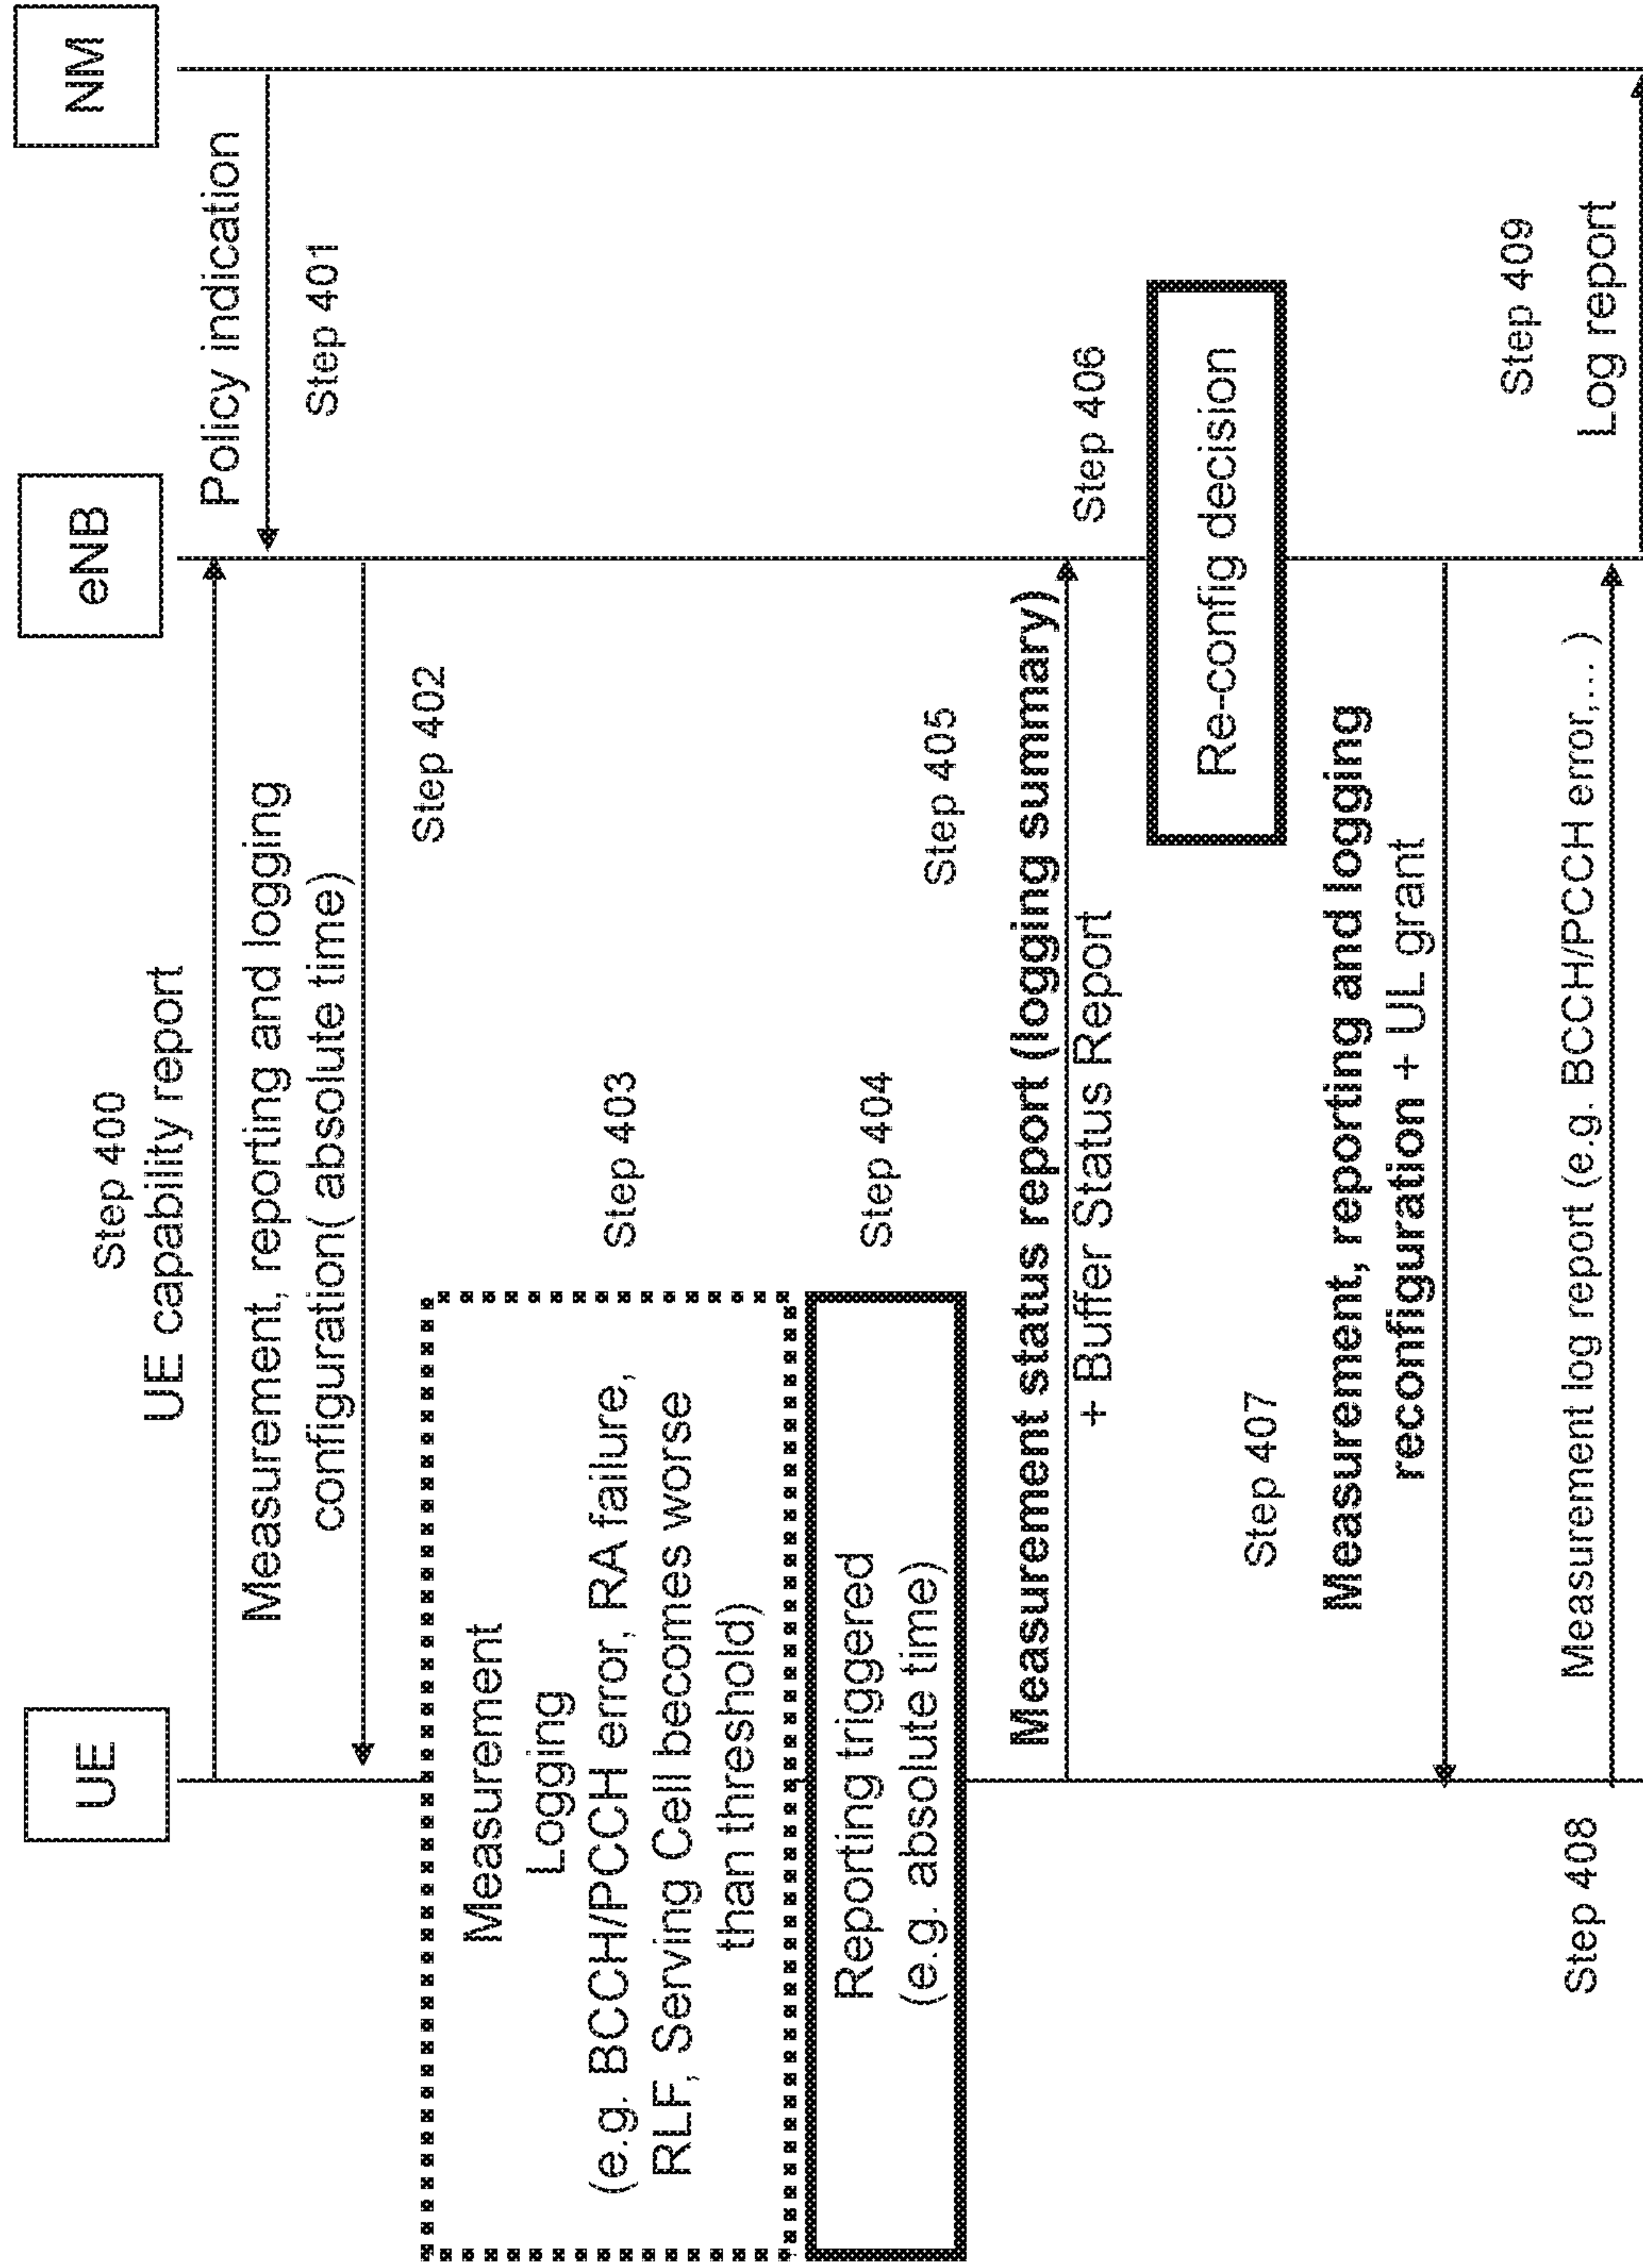 UE
eNB
NM
Step 400
UE capability report
Policy indication
Step 401
Measurement, reporting and logging
configuration( absolute time)
Step 402
Measurement
Logging
(e.g. BCCH/PCCH error, RA failure,
RLF, Serving Cell becomes worse
than threshold)
Step 403
Reporting triggered
(e.g. absolute time)
Step 404
Step 405
Measurement status report (logging summary)
+ Buffer Status Report
Step 406
Re-config decision
Step 407
Measurement, reporting and logging
reconfiguration + UL grant
Step 408
Measurement log report (e.g. BCCH/PCCH error,... )
Step 409
Log report